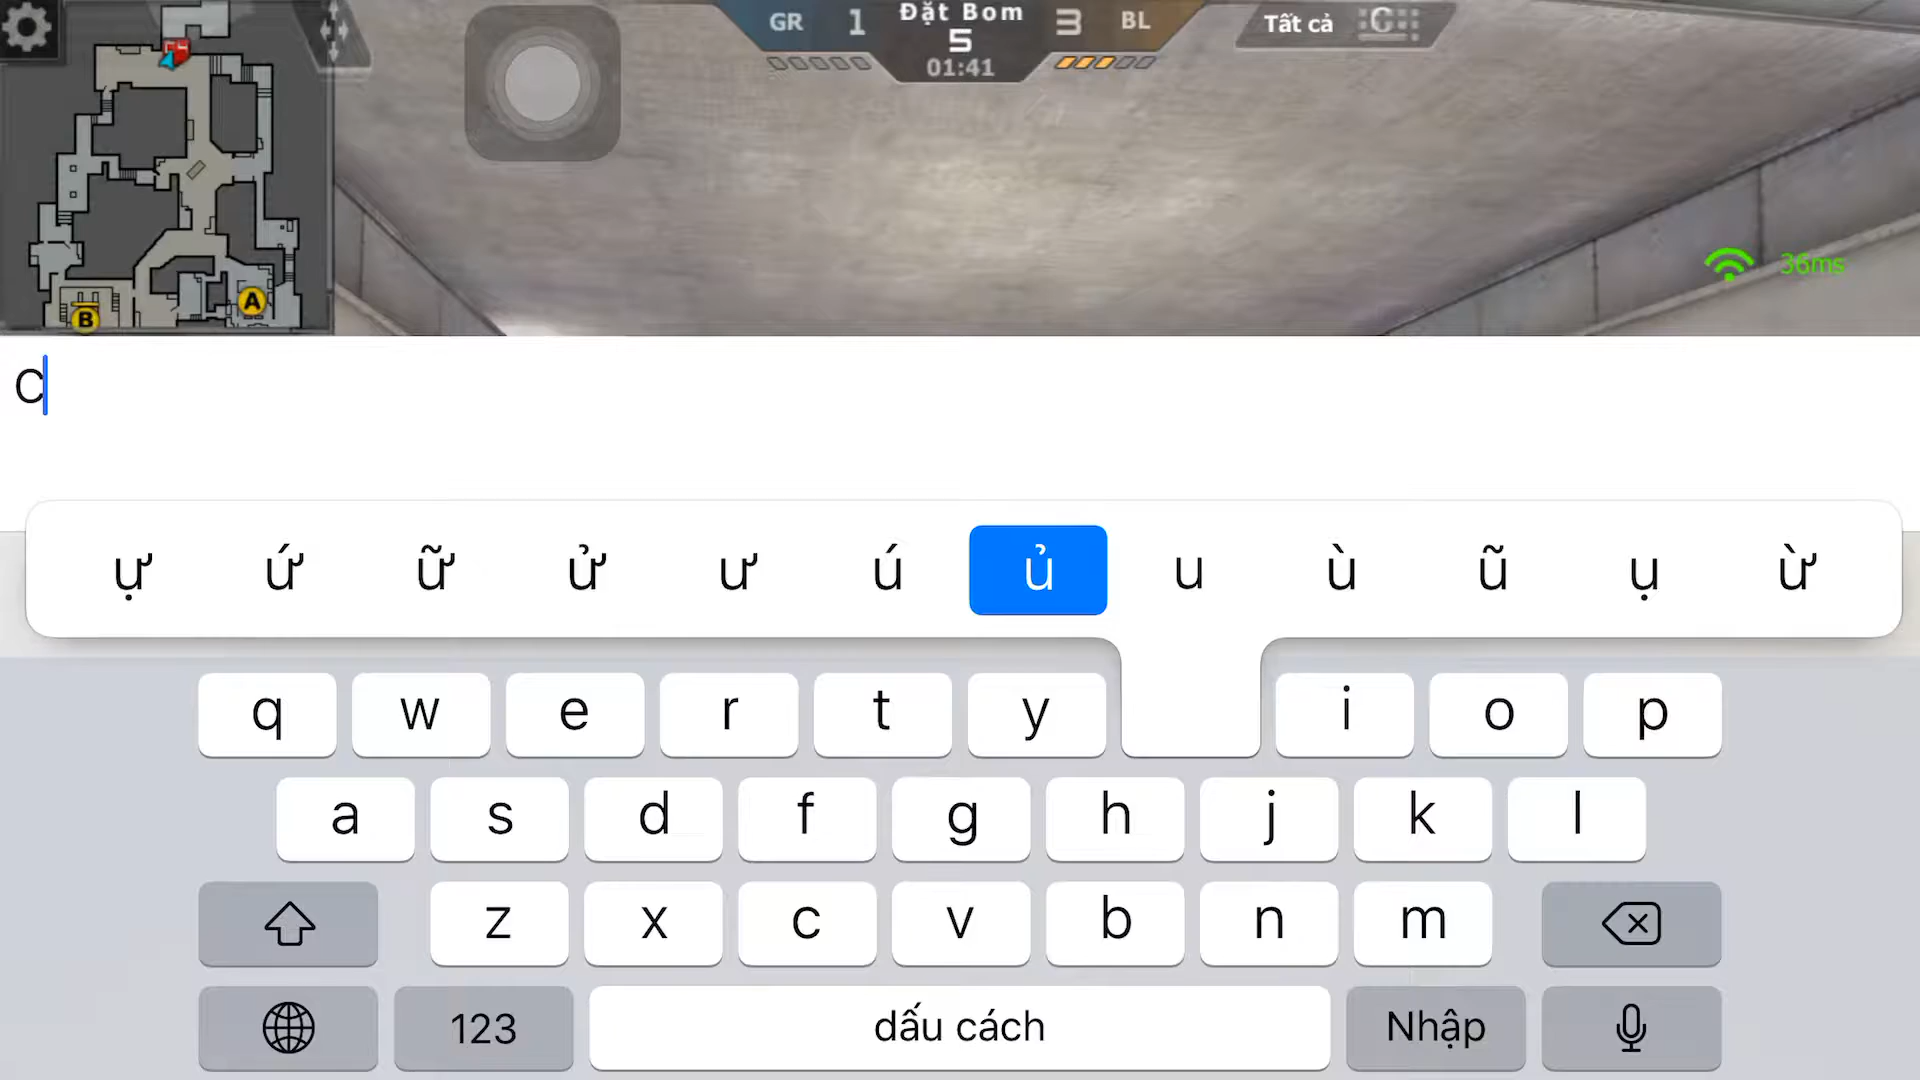 GR 1 Đặt Bom 3 BL Tất cả
5
01:41
36ms
A
B
C
ự ứ ữ ử ư ú ủ u ù ũ ụ ừ
q w e r t y i o p
a s d f g h j k l
z x c v b n m
123 dấu cách Nhập